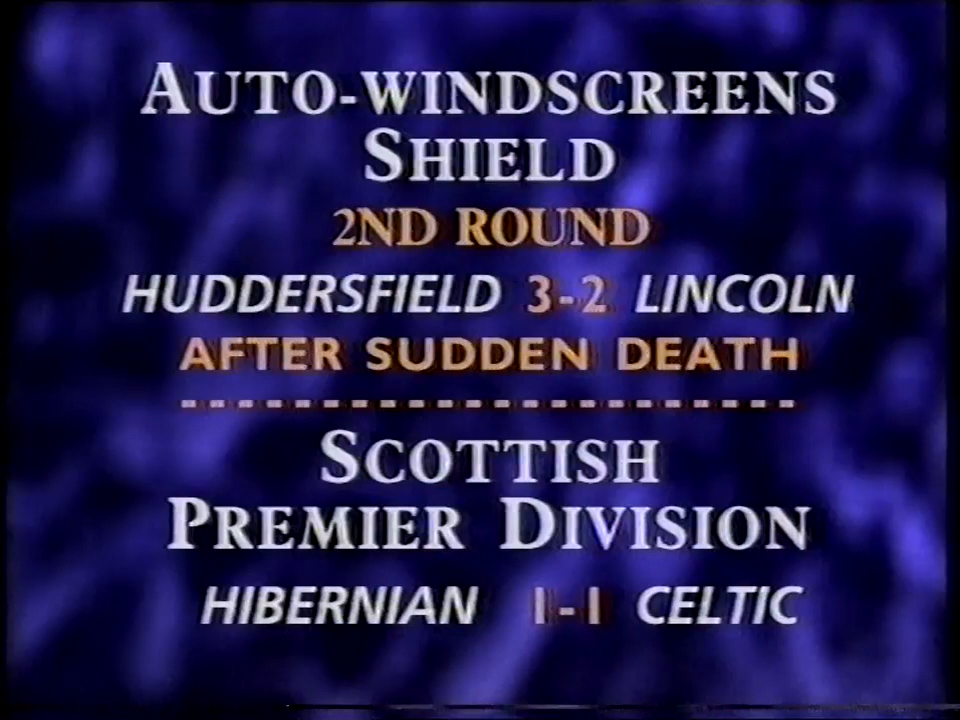 AUTO-WINDSCREENS
SHIELD
2ND ROUND
HUDDERSFIELD 3-2 LINCOLN
AFTER SUDDEN DEATH
SCOTTISH
PREMIER DIVISION
HIBERNIAN 1-1 CELTIC